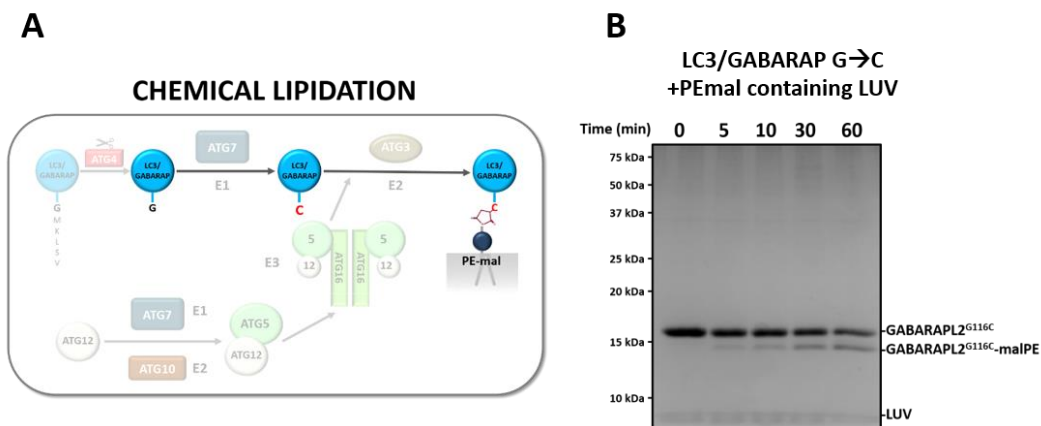 A
CHEMICAL LIPIDATION
LC3/
GABARAP
G
M
K
L
S
V
ATG4
LC3/
GABARAP
G
ATG7
E1
LC3/
GABARAP
C
ATG3
E2
LC3/
GABARAP
C
PE-mal
5
12
E3
ATG16
ATG16
5
12
ATG12
ATG7
E1
ATG10
E2
ATG5
ATG12
B
LC3/GABARAP G→C
+PEmal containing LUV
Time (min) 0 5 10 30 60
75 kDa
50 kDa
37 kDa
25 kDa
20 kDa
15 kDa
10 kDa
-GABARAPL2G116C
-GABARAPL2G116C-malPE
-LUV